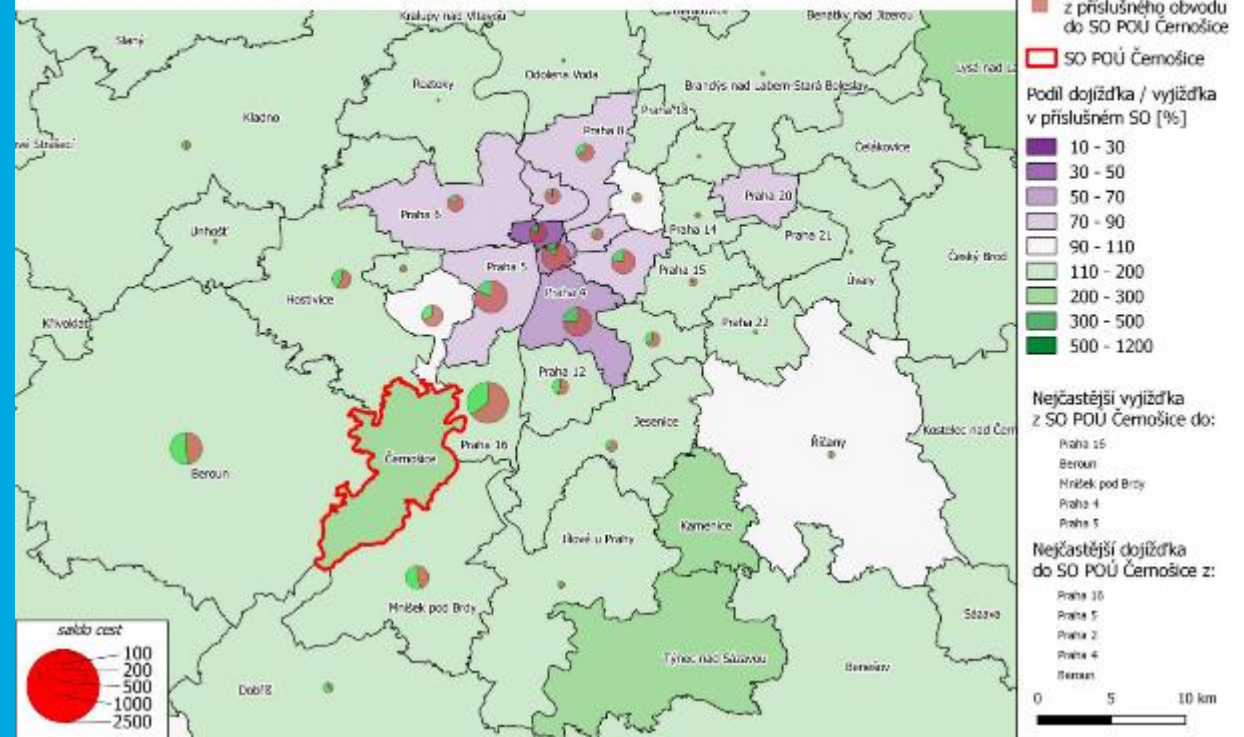 Kralupy nad Vltavou
Benátky nad Jizerou
Slaný
Odolena Voda
Lysá nad
Roztoky
Brandýs nad Labem-Stará Boleslav
Kladno
Praha 18
Praha 8
Čelákovice
Praha 20
Praha 6
Unhošť
Praha 14
Praha 21
Český Brod
Praha 5
Praha 15
Hostivice
Praha 4
Úvaly
Křivoklát
Praha 22
Praha 12
Jesenice
Praha 16
Říčany
Kostelec nad
Černošice
Beroun
Kamenice
Jílové u Prahy
Mníšek pod Brdy
Sázava
Týnec nad Sázavou
Benešov
Dobříš
saldo cest
100
200
500
1000
2500
z příslušného obvodu
do SO POÚ Černošice
SO POÚ Černošice
Podíl dojížďka / vyjížďka
v příslušném SO [%]
10 - 30
30 - 50
50 - 70
70 - 90
90 - 110
110 - 200
200 - 300
300 - 500
500 - 1200
Nejčastější vyjížďka
z SO POÚ Černošice do:
Praha 16
Beroun
Mníšek pod Brdy
Praha 4
Praha 5
Nejčastější dojížďka
do SO POÚ Černošice z:
Praha 16
Praha 5
Praha 2
Praha 4
Beroun
0 5 10 km